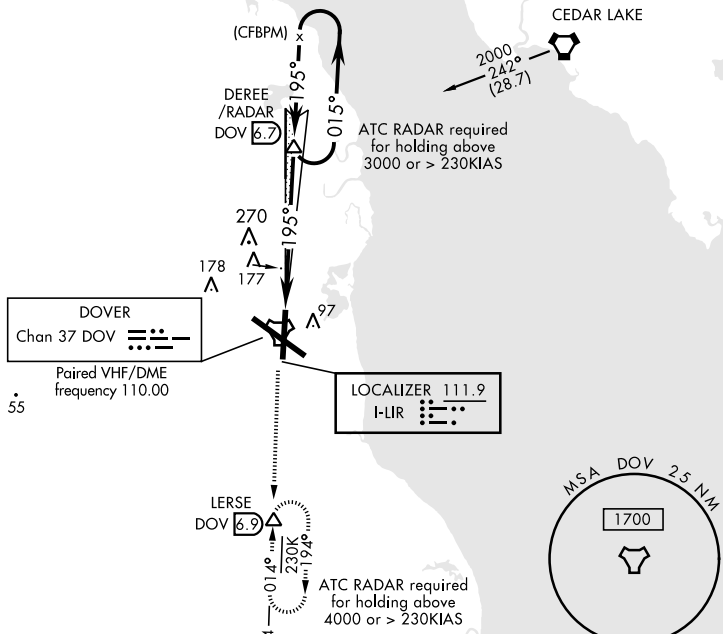 CEDAR LAKE
(CFBPM) x
2000
242°
(28.7)
195°
015°
DEREE
/RADAR
DOV 6.7
ATC RADAR required
for holding above
3000 or > 230KIAS
195°
270
178
177
97
DOVER
Chan 37 DOV
Paired VHF/DME
frequency 110.00
55
LOCALIZER 111.9
I-LIR
MSA DOV 25 NM
1700
LERSE
DOV 6.9
014°
230K
194°
ATC RADAR required
for holding above
4000 or > 230KIAS